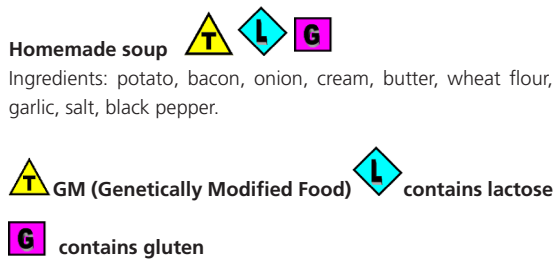 Homemade soup T L G
Ingredients: potato, bacon, onion, cream, butter, wheat flour,
garlic, salt, black pepper.
T GM (Genetically Modified Food) L contains lactose
G contains gluten